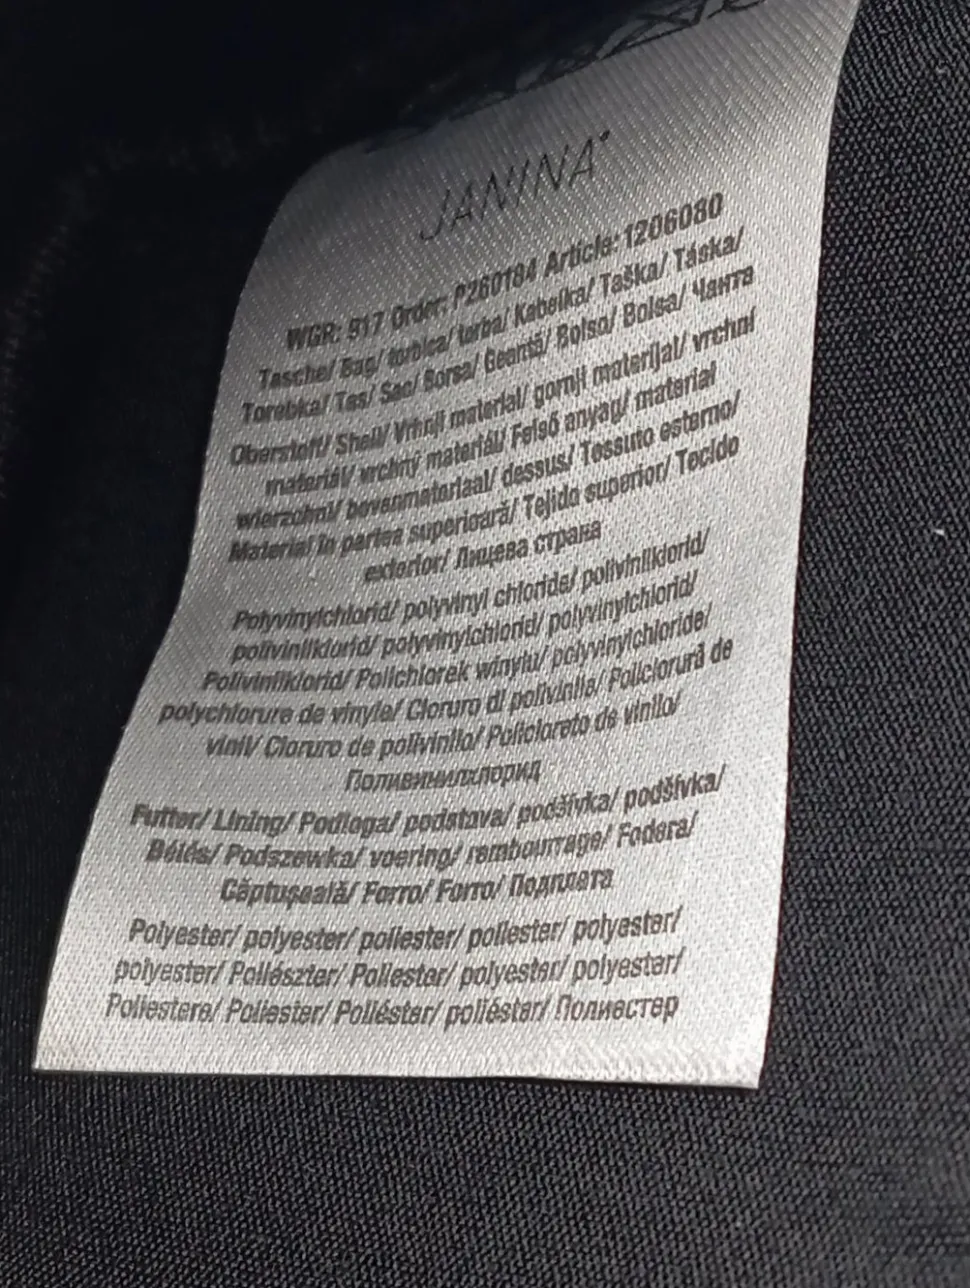 JANINA
WGR: 917 Order: P260184 Article: 1206080
Tasche/ Bag/ torbica/ torba/ Kabelka/ Taška/ Táska/
Torebka/ Tas/ Sac/ Borsa/ Geantă/ Bolso/ Bolsa/ Чанта
Oberstoff/ Shell/ Vrhnji material/ gornji materijal/ vrchní
materiál/ vrchný materiál/ Felső anyag/ material
wierzchni/ bovenmateriaal/ dessus/ Tessuto esterno/
Material în partea superioară/ Tejido superior/ Tecido
exterior/ Лицева страна
Polyvinylchlorid/ polyvinyl chloride/ polivinilklorid/
polivinilklorid/ polyvinylchlorid/ polyvinylchlorid/
Poliviniklorid/ Polichlorek winylu/ polyvinylchloride/
polychlorure de vinyle/ Cloruro di polivinile/ Policlorură de
vinil/ Cloruro de polivinilo/ Policloreto de vinilo/
Поливинилхлорид
Futter/ Lining/ Podloga/ podstava/ podšívka/ podšívka/
Bélés/ Podszewka/ voering/ rembourrage/ Fodera/
Căptușeală/ Forro/ Forro/ Подплата
Polyester/ polyester/ poliester/ poliester/ polyester/
polyester/ Poliészter/ Poliester/ polyester/ polyester/
Poliestere/ Poliester/ Poliéster/ poliéster/ Полиестер